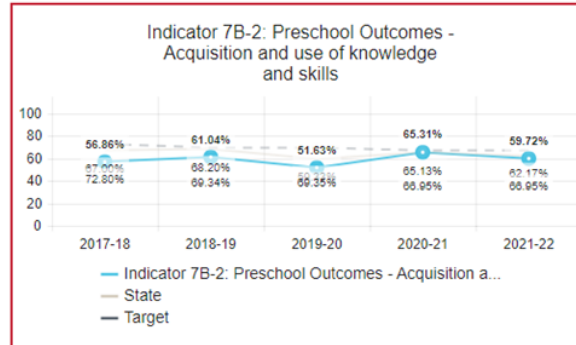 Indicator 7B-2: Preschool Outcomes -
Acquisition and use of knowledge
and skills
100
80
60
40
20
0
56.86% 61.04% 51.63% 65.31% 59.72%
68.20% 65.13% 62.17%
72.80% 69.34% 69.35% 66.95% 66.95%
2017-18 2018-19 2019-20 2020-21 2021-22
Indicator 7B-2: Preschool Outcomes - Acquisition a...
State
Target